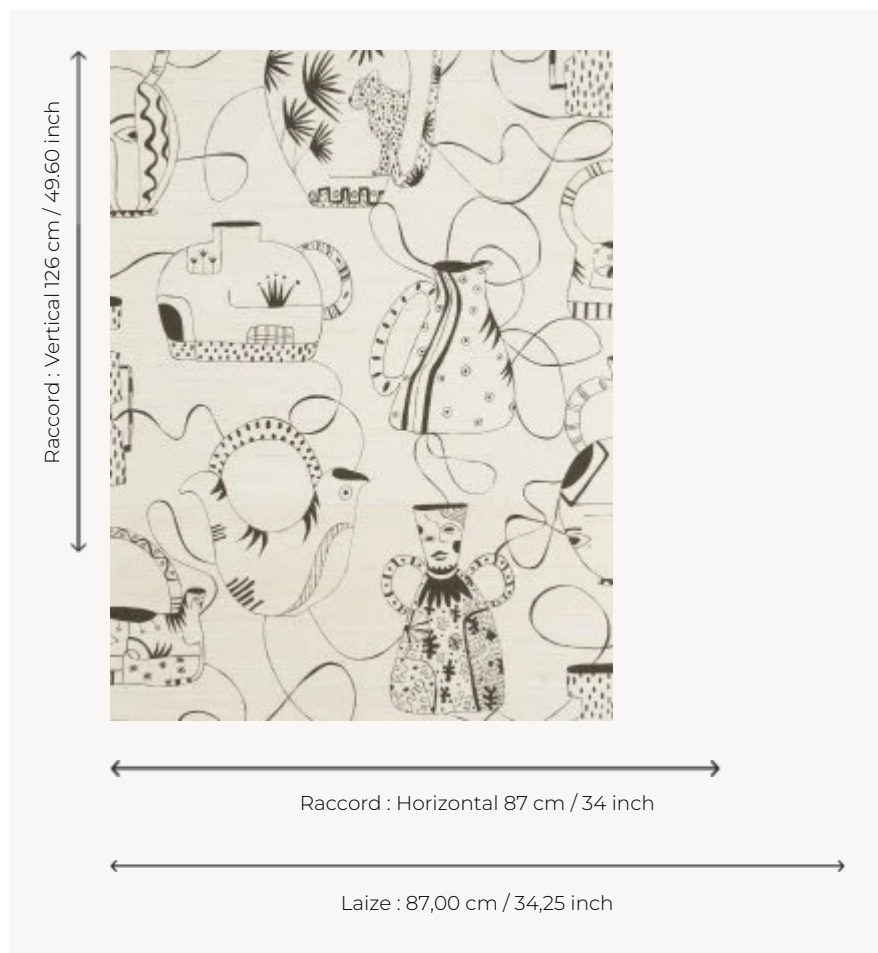 Raccord : Vertical 126 cm / 49.60 inch
Raccord : Horizontal 87 cm / 34 inch
Laize : 87,00 cm / 34,25 inch